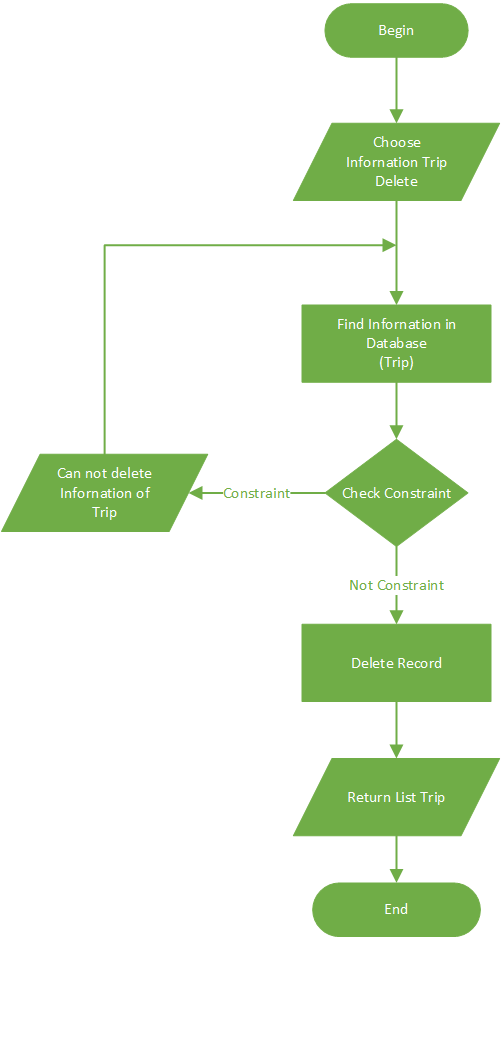 Begin
Choose
Infornation Trip
Delete
Find Infornation in
Database
(Trip)
Check Constraint
Constraint
Can not delete
Infornation of
Trip
Not Constraint
Delete Record
Return List Trip
End